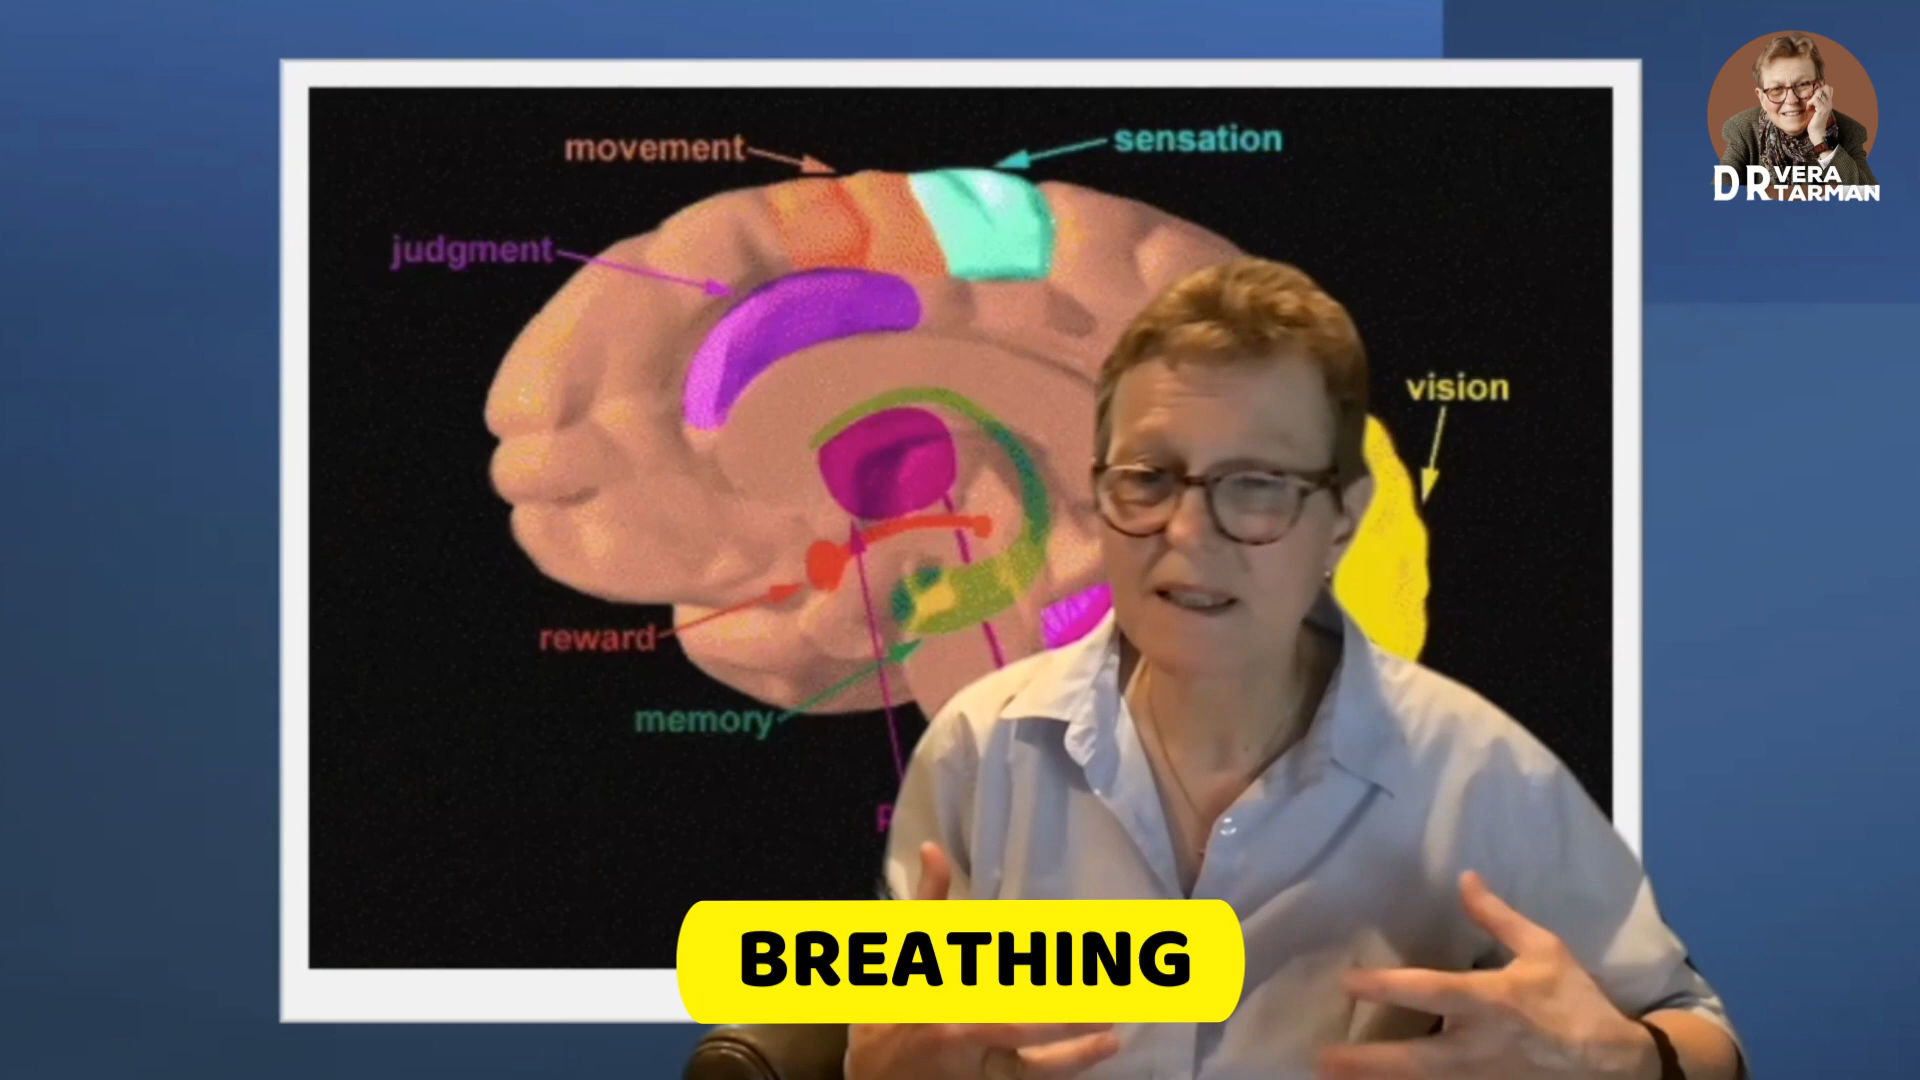 movement
sensation
judgment
vision
reward
memory
DR VERA
TARMAN
BREATHING